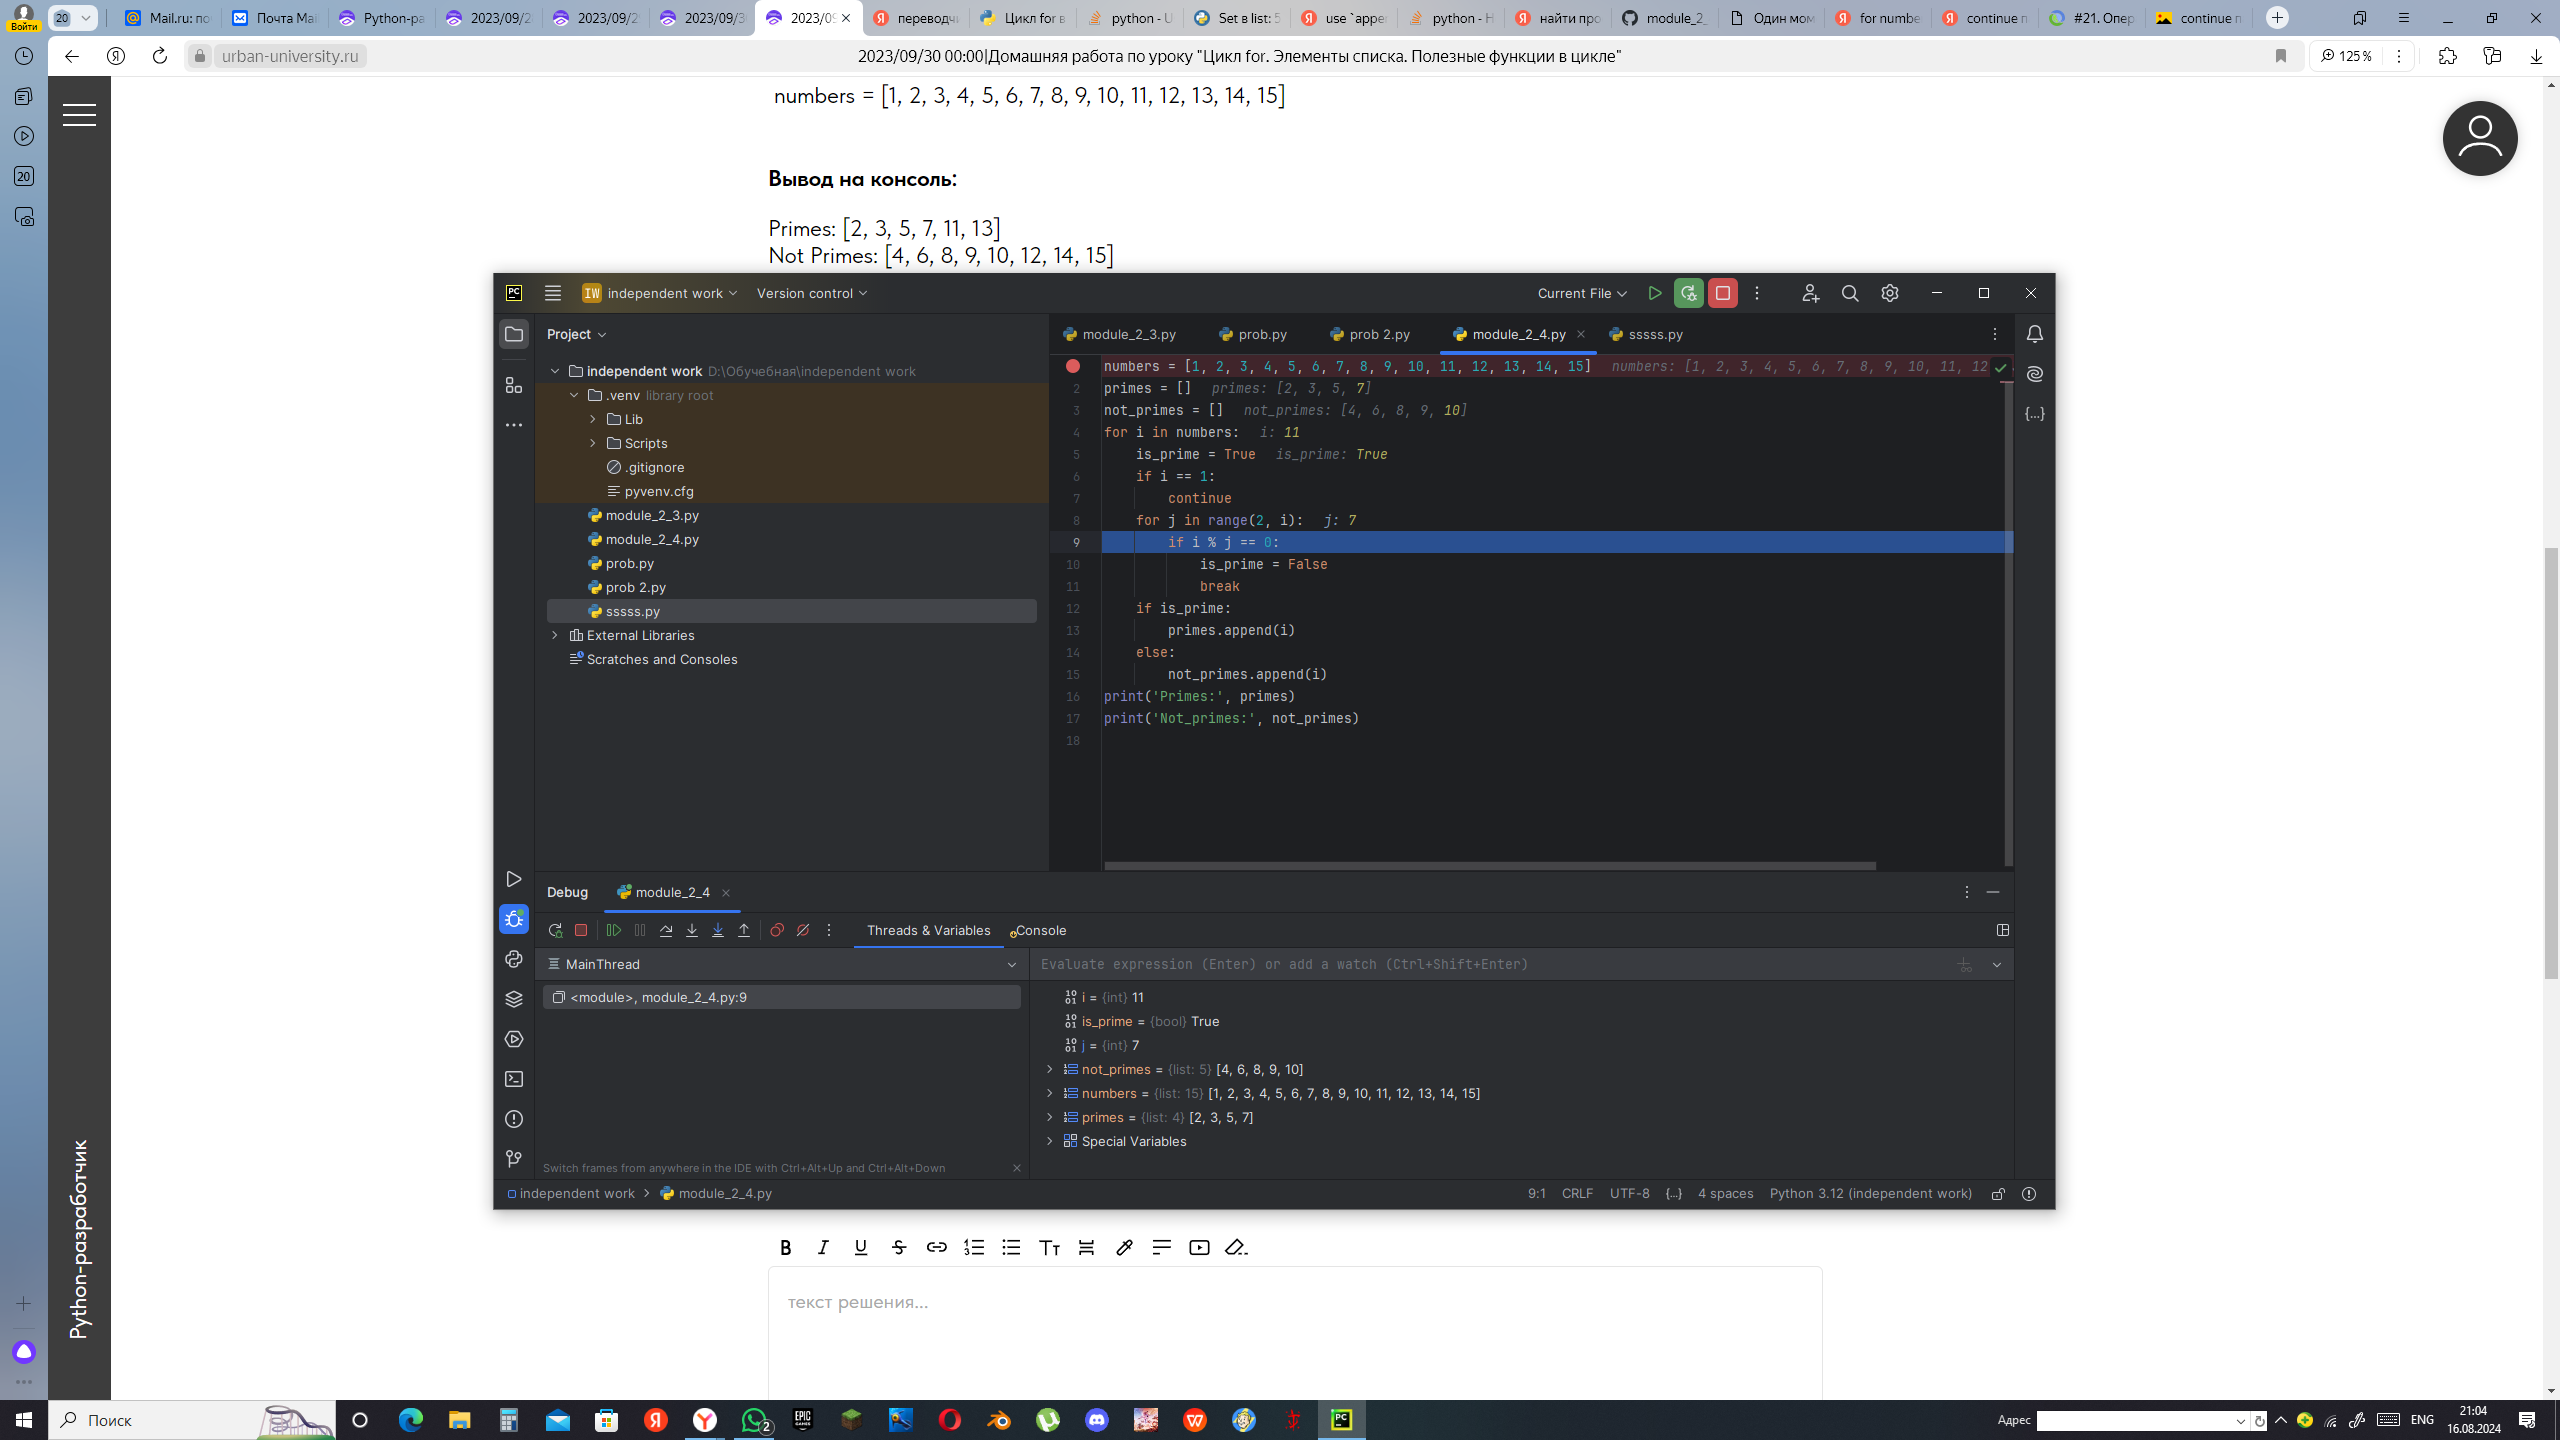 Войти
20
Mail.ru: по
Почта Mai
Python-ра
2023/09/2
2023/09/2
2023/09/3
2023/09
переводчи
Цикл for в
python - U
Set в list: 5
use `apper
python - H
найти про
module_2_
Один мом
for numbe
continue п
#21. Опер
continue п
urban-university.ru
2023/09/30 00:00|Домашняя работа по уроку "Цикл for. Элементы списка. Полезные функции в цикле"
125 %
20
numbers = [1, 2, 3, 4, 5, 6, 7, 8, 9, 10, 11, 12, 13, 14, 15]
Вывод на консоль:
Primes: [2, 3, 5, 7, 11, 13]
Not Primes: [4, 6, 8, 9, 10, 12, 14, 15]
PC
IW independent work
Version control
Current File
Project
module_2_3.py
prob.py
prob 2.py
module_2_4.py
sssss.py
independent work D:\Обучебная\independent work
.venv library root
Lib
Scripts
.gitignore
pyvenv.cfg
module_2_3.py
module_2_4.py
prob.py
prob 2.py
sssss.py
External Libraries
Scratches and Consoles
numbers = [1, 2, 3, 4, 5, 6, 7, 8, 9, 10, 11, 12, 13, 14, 15] numbers: [1, 2, 3, 4, 5, 6, 7, 8, 9, 10, 11, 12
2 primes = [] primes: [2, 3, 5, 7]
3 not_primes = [] not_primes: [4, 6, 8, 9, 10]
4 for i in numbers: i: 11
5 is_prime = True is_prime: True
6 if i == 1:
7 continue
8 for j in range(2, i): j: 7
9 if i % j == 0:
10 is_prime = False
11 break
12 if is_prime:
13 primes.append(i)
14 else:
15 not_primes.append(i)
16 print('Primes:', primes)
17 print('Not_primes:', not_primes)
18
Debug
module_2_4
Threads & Variables
Console
MainThread
Evaluate expression (Enter) or add a watch (Ctrl+Shift+Enter)
<module>, module_2_4.py:9
i = {int} 11
is_prime = {bool} True
j = {int} 7
not_primes = {list: 5} [4, 6, 8, 9, 10]
numbers = {list: 15} [1, 2, 3, 4, 5, 6, 7, 8, 9, 10, 11, 12, 13, 14, 15]
primes = {list: 4} [2, 3, 5, 7]
Special Variables
Switch frames from anywhere in the IDE with Ctrl+Alt+Up and Ctrl+Alt+Down
independent work > module_2_4.py
9:1 CRLF UTF-8 {...} 4 spaces Python 3.12 (independent work)
Python-разработчик
текст решения...
Поиск
EPIC GAMES
2
PC
Адрес
ENG
21:04
16.08.2024